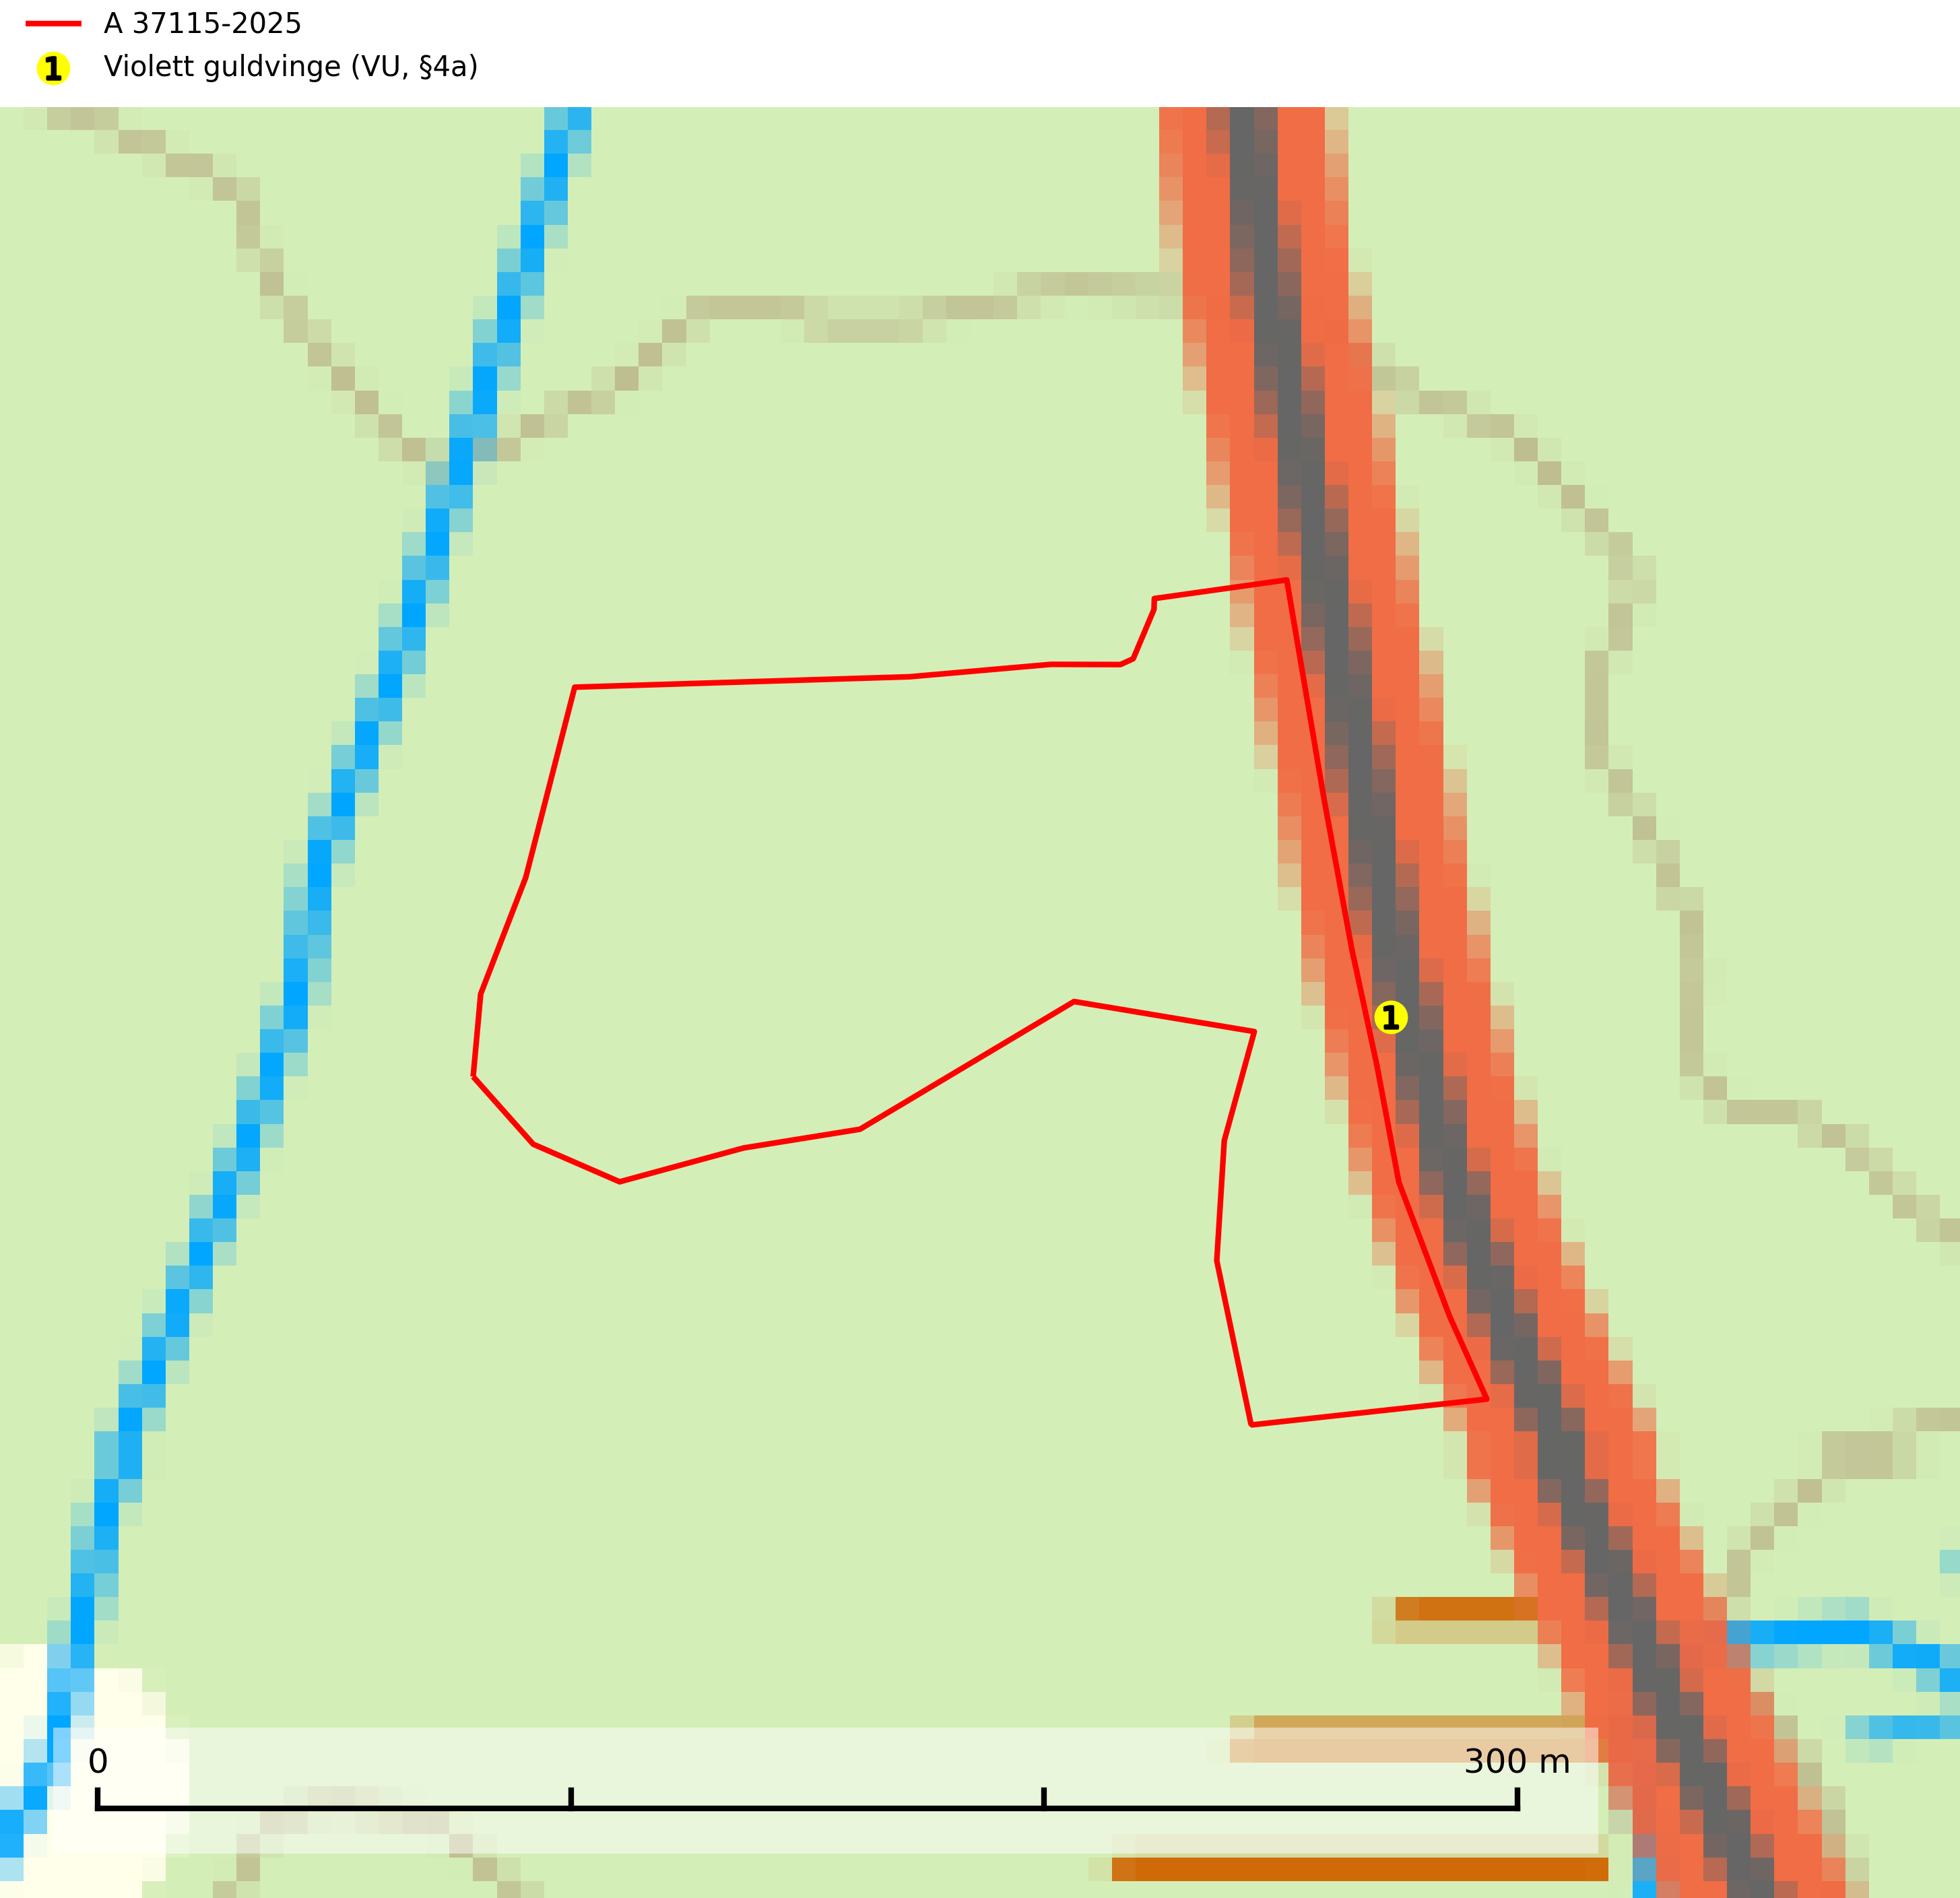 A 37115-2025
1 Violett guldvinge (VU, §4a)
1
0 300 m